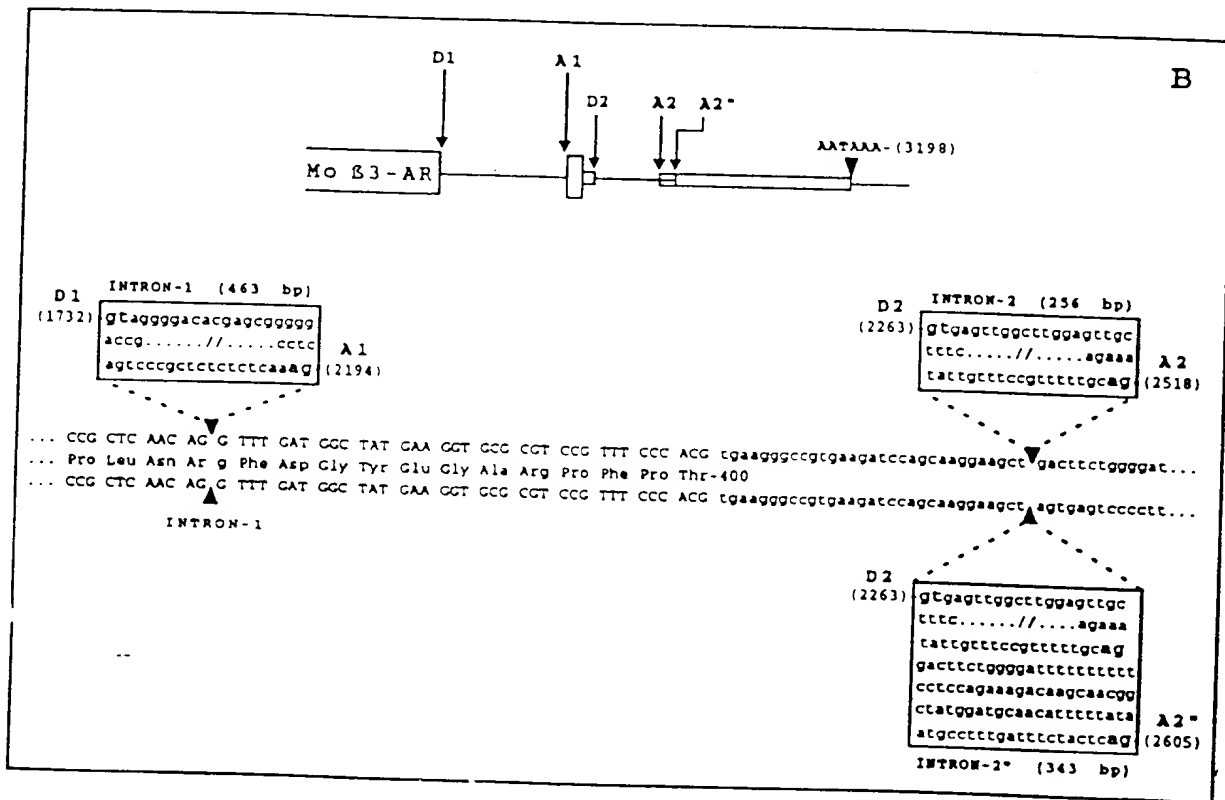 B
D1
A1
D2
A2
A2"
AATAAA-(3198)
Mo ß3-AR
INTRON-1 (463 bp)
D1
(1732)
gtaggggacacgagcggggg
accg......//.....cctc
agtcccgctctctctcaaag
A1
(2194)
INTRON-2 (256 bp)
D2
(2263)
gtgagttggcttggagttgc
tttc.....//.....agaaa
tattgtttccgtttttgcag
A2
(2518)
... CCG CTC AAC AG G TTT GAT GGC TAT GAA GGT GCG CGT CCG TTT CCC ACG tgaagggccgtgaagatccagcaaggaagct gacttctggggat...
... Pro Leu Asn Ar g Phe Asp Gly Tyr Glu Gly Ala Arg Pro Phe Pro Thr-400
... CCG CTC AAC AG G TTT GAT GGC TAT GAA GGT GCG CGT CCG TTT CCC ACG tgaagggccgtgaagatccagcaaggaagct agtgagtcccctt...
INTRON-1
D2
(2263)
gtgagttggcttggagttgc
tttc......//....agaaa
tattgtttccgtttttgcag
gacttctggggatttttttttt
cctccagaaagacaagcaacgg
ctatggatgcaacatttttata
atgcctttgatttctactcag
A2"
(2605)
INTRON-2" (343 bp)